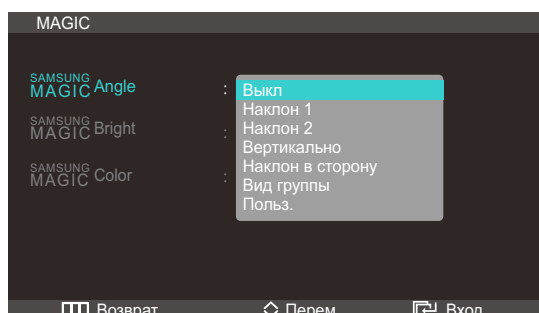 MAGIC
SAMSUNG
MAGIC Angle :
Выкл
Наклон 1
Наклон 2
Вертикально
Наклон в сторону
Вид группы
Польз.
SAMSUNG
MAGIC Bright :
SAMSUNG
MAGIC Color :
Возврат Перем. Вход